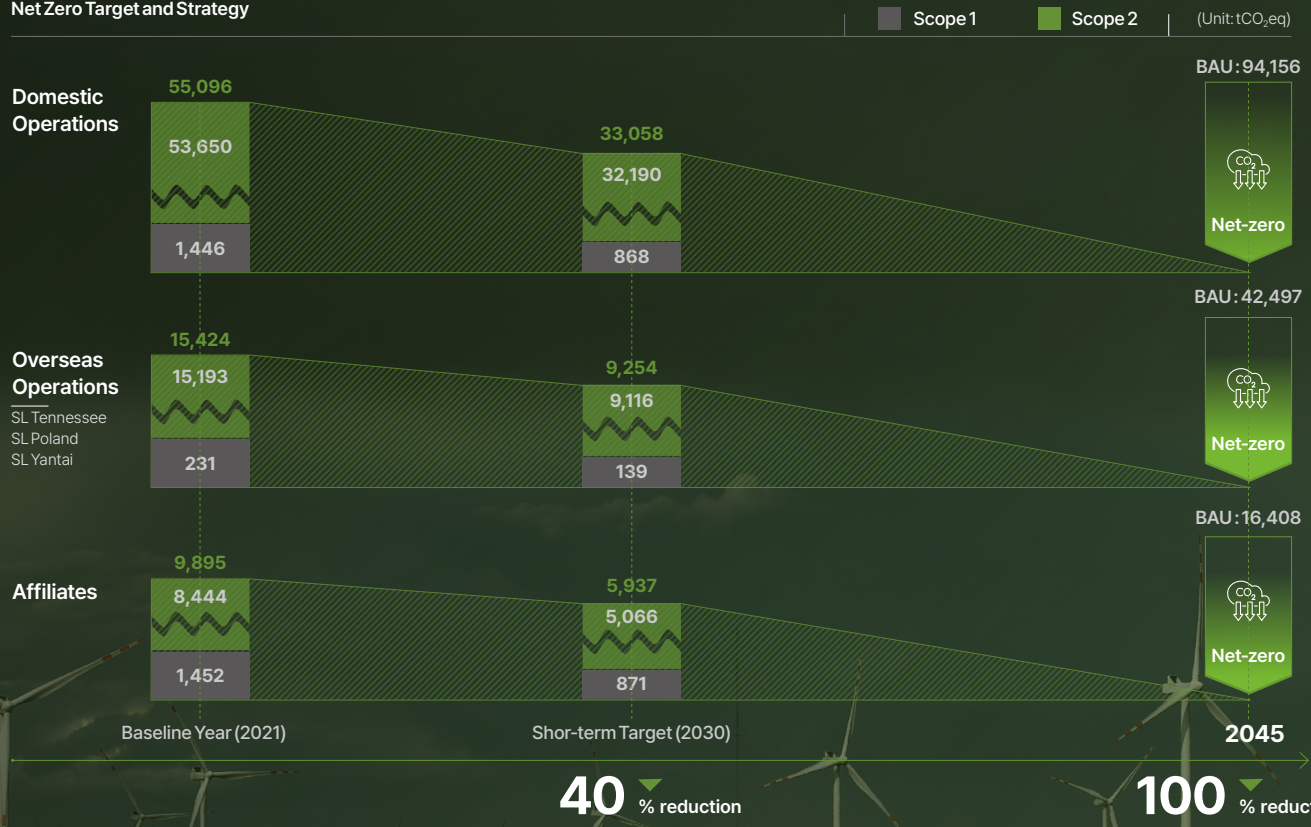 Net Zero Target and Strategy
Scope 1
Scope 2
(Unit: tCO₂eq)
Domestic
Operations
55,096
53,650
1,446
33,058
32,190
868
BAU : 94,156
CO₂
Net-zero
Overseas
Operations
SL Tennessee
SL Poland
SL Yantai
15,424
15,193
231
9,254
9,116
139
BAU : 42,497
CO₂
Net-zero
Affiliates
9,895
8,444
1,452
5,937
5,066
871
BAU : 16,408
CO₂
Net-zero
Baseline Year (2021)
Shor-term Target (2030)
2045
40 % reduction
100 % reduc